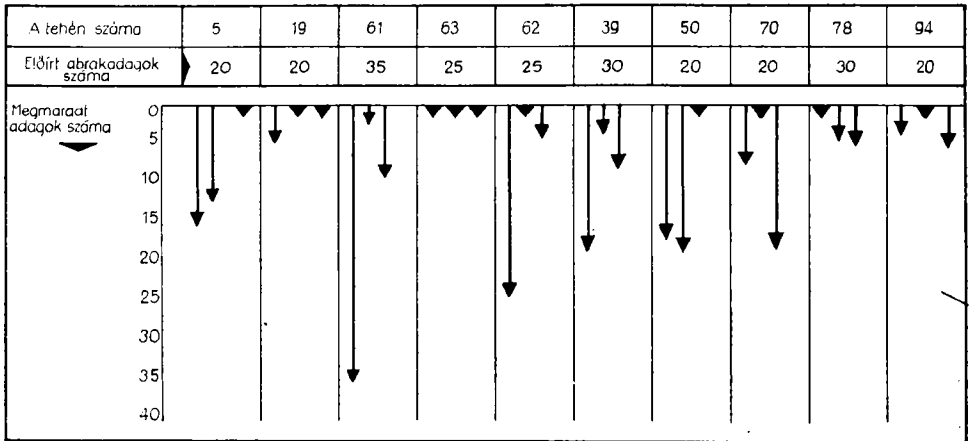 A tehén száma 5 19 61 63 62 39 50 70 78 94
Előírt abrakadagok száma 20 20 35 25 25 30 20 20 30 20
Megmaradt
adagok száma
0
5
10
15
20
25
30
35
40